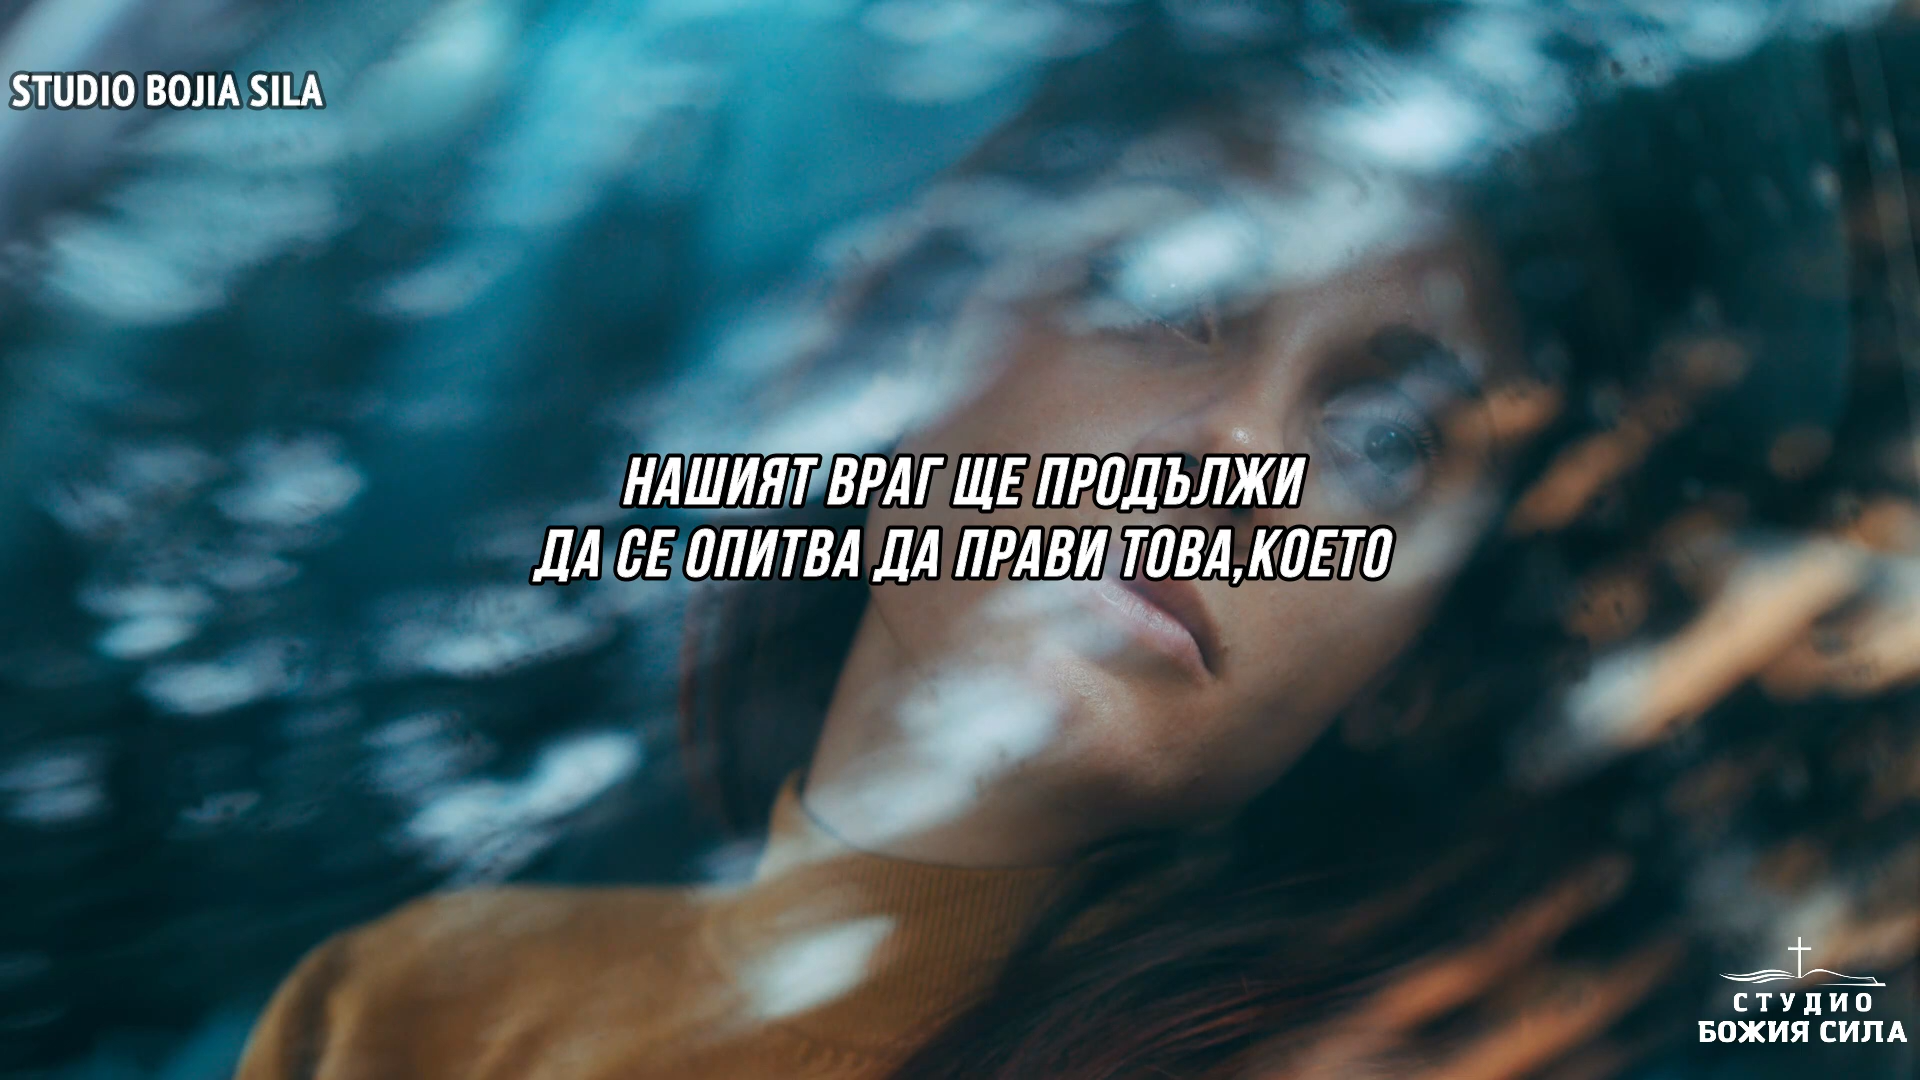 STUDIO BOJIA SILA
НАШИЯТ ВРАГ ЩЕ ПРОДЪЛЖИ
ДА СЕ ОПИТВА ДА ПРАВИ ТОВА,КОЕТО
СТУДИО
БОЖИЯ СИЛА